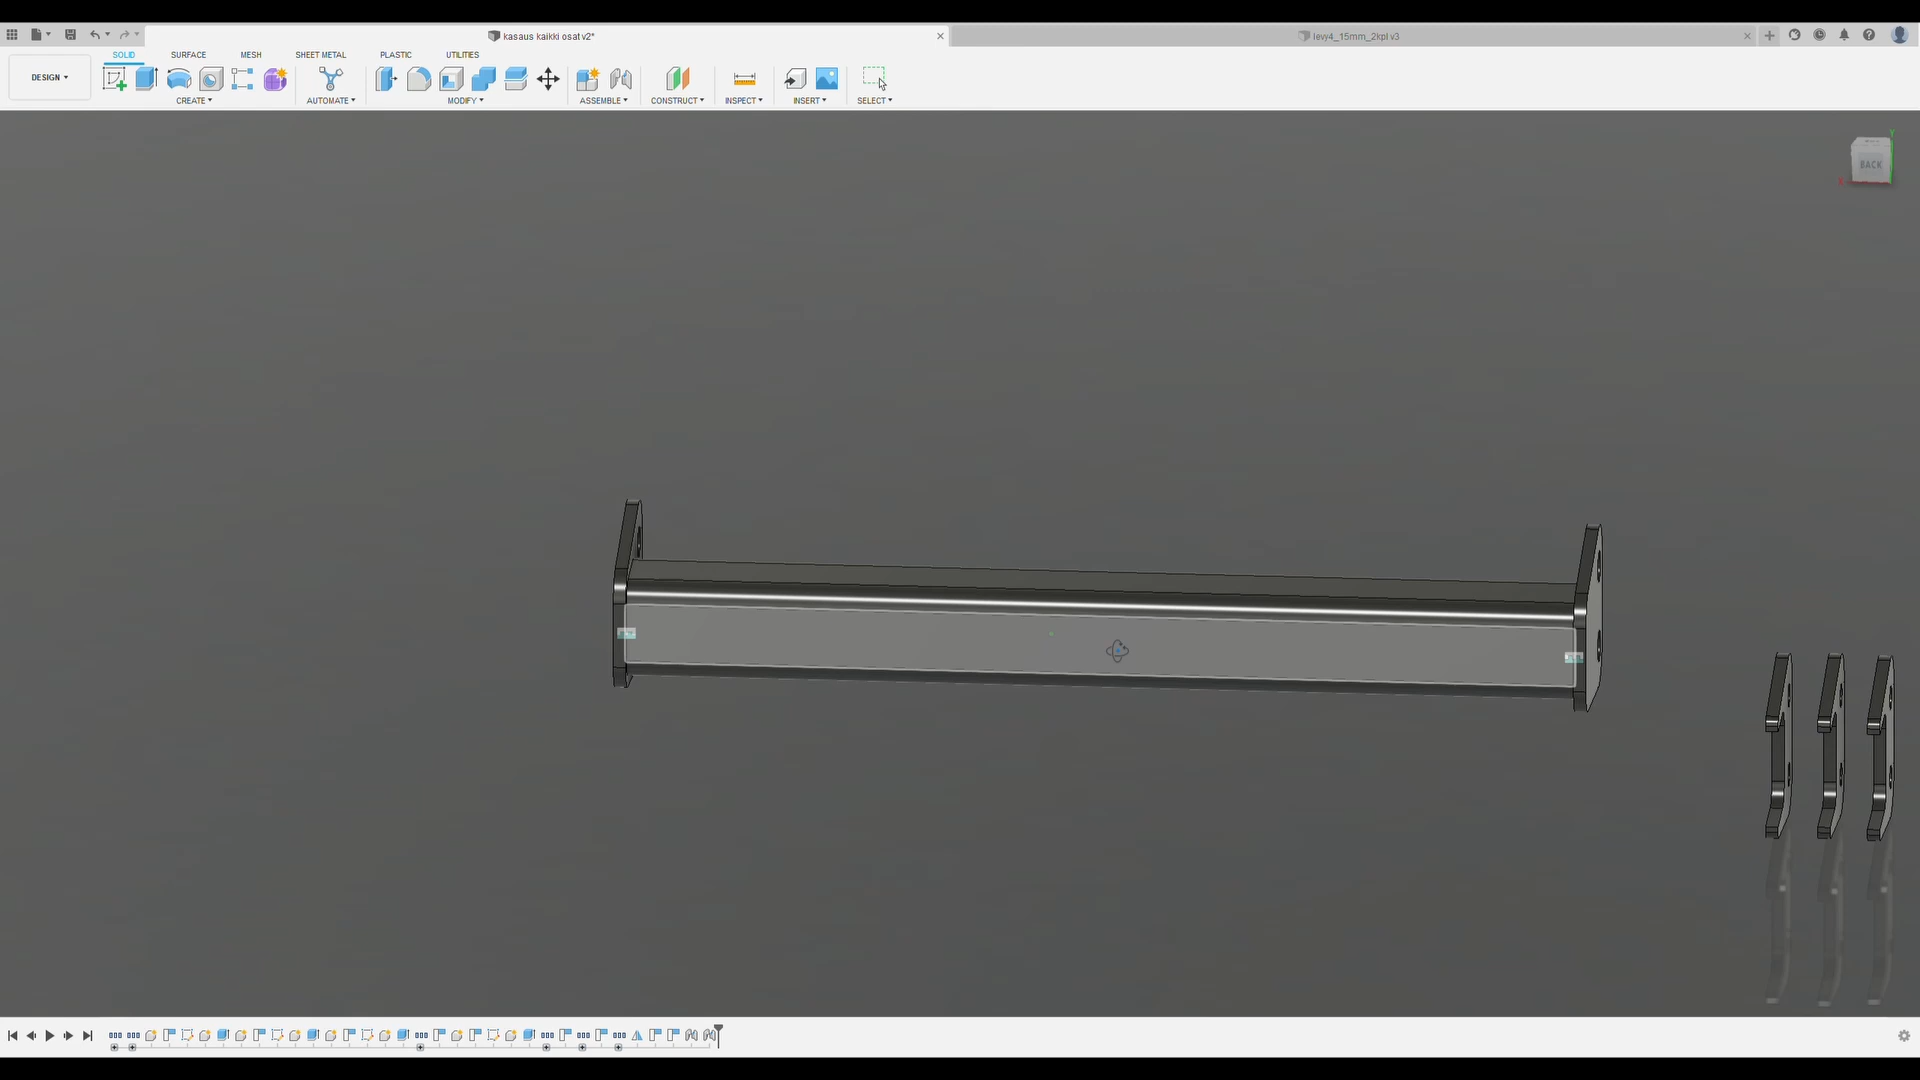 kasaus kaikki osat v2*
levy4_15mm_2kpl v3
DESIGN
SOLID
SURFACE
MESH
SHEET METAL
PLASTIC
UTILITIES
CREATE
AUTOMATE
MODIFY
ASSEMBLE
CONSTRUCT
INSPECT
INSERT
SELECT
Y
BACK
X